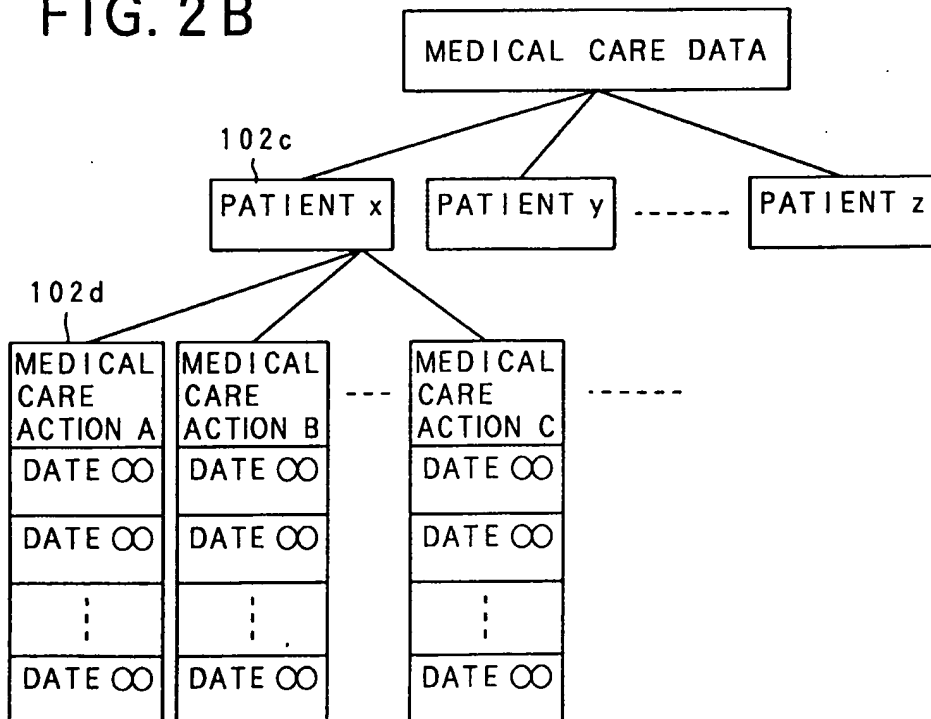 FIG. 2B
MEDICAL CARE DATA
102c
PATIENT x
PATIENT y
PATIENT z
102d
MEDICAL
CARE
ACTION A
DATE ○○
DATE ○○
DATE ○○
MEDICAL
CARE
ACTION B
DATE ○○
DATE ○○
DATE ○○
MEDICAL
CARE
ACTION C
DATE ○○
DATE ○○
DATE ○○